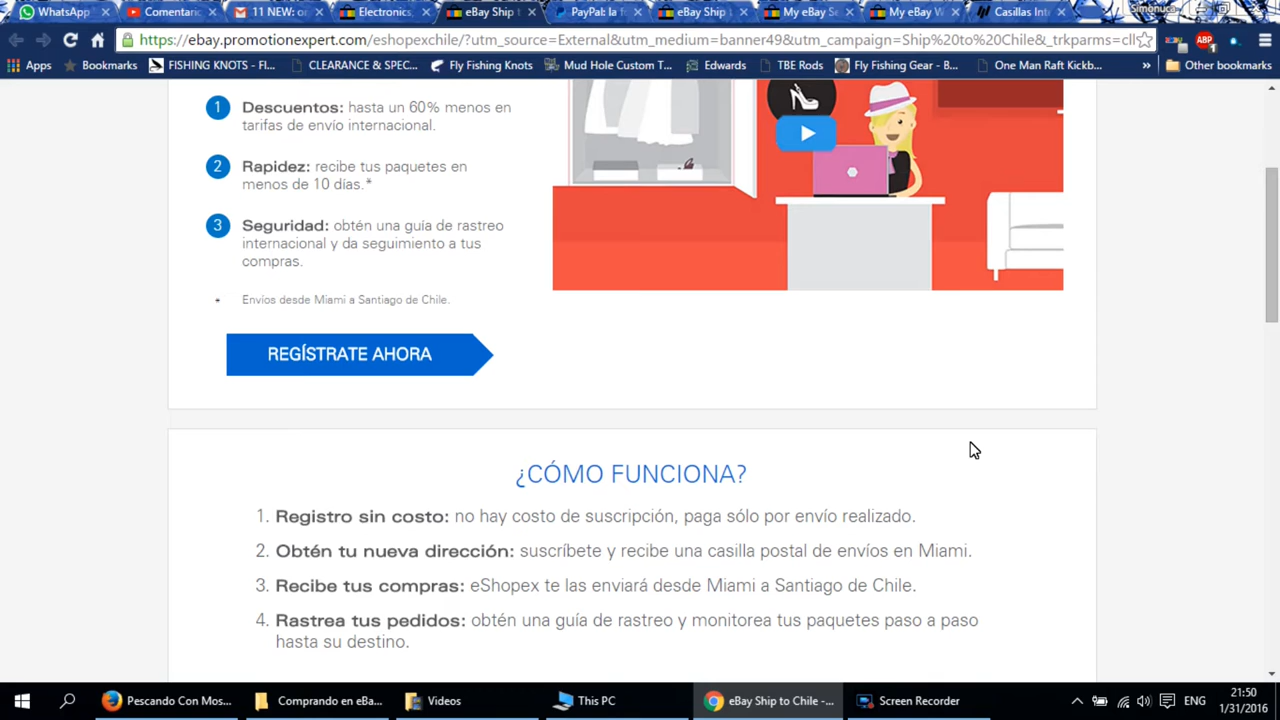 WhatsApp
Comentario
11 NEW: or
Electronics,
eBay Ship t
PayPal: la fo
eBay Ship
My eBay Se
My eBay W
Casillas Inte
Simonuca
https://ebay.promotionexpert.com/eshopexchile/?utm_source=External&utm_medium=banner49&utm_campaign=Ship%20to%20Chile&_trkparms=cll
ABP
1
Apps
Bookmarks
FISHING KNOTS - Fl...
CLEARANCE & SPEC...
Fly Fishing Knots
Mud Hole Custom T...
Edwards
TBE Rods
Fly Fishing Gear - B...
One Man Raft Kickb...
»
Other bookmarks
1 Descuentos: hasta un 60% menos en
tarifas de envío internacional.
2 Rapidez: recibe tus paquetes en
menos de 10 días.*
3 Seguridad: obtén una guía de rastreo
internacional y da seguimiento a tus
compras.
* Envíos desde Miami a Santiago de Chile.
REGÍSTRATE AHORA
¿CÓMO FUNCIONA?
1. Registro sin costo: no hay costo de suscripción, paga sólo por envío realizado.
2. Obtén tu nueva dirección: suscríbete y recibe una casilla postal de envíos en Miami.
3. Recibe tus compras: eShopex te las enviará desde Miami a Santiago de Chile.
4. Rastrea tus pedidos: obtén una guía de rastreo y monitorea tus paquetes paso a paso
hasta su destino.
Pescando Con Mos...
Comprando en eBa...
Videos
This PC
eBay Ship to Chile -...
Screen Recorder
ENG
21:50
1/31/2016